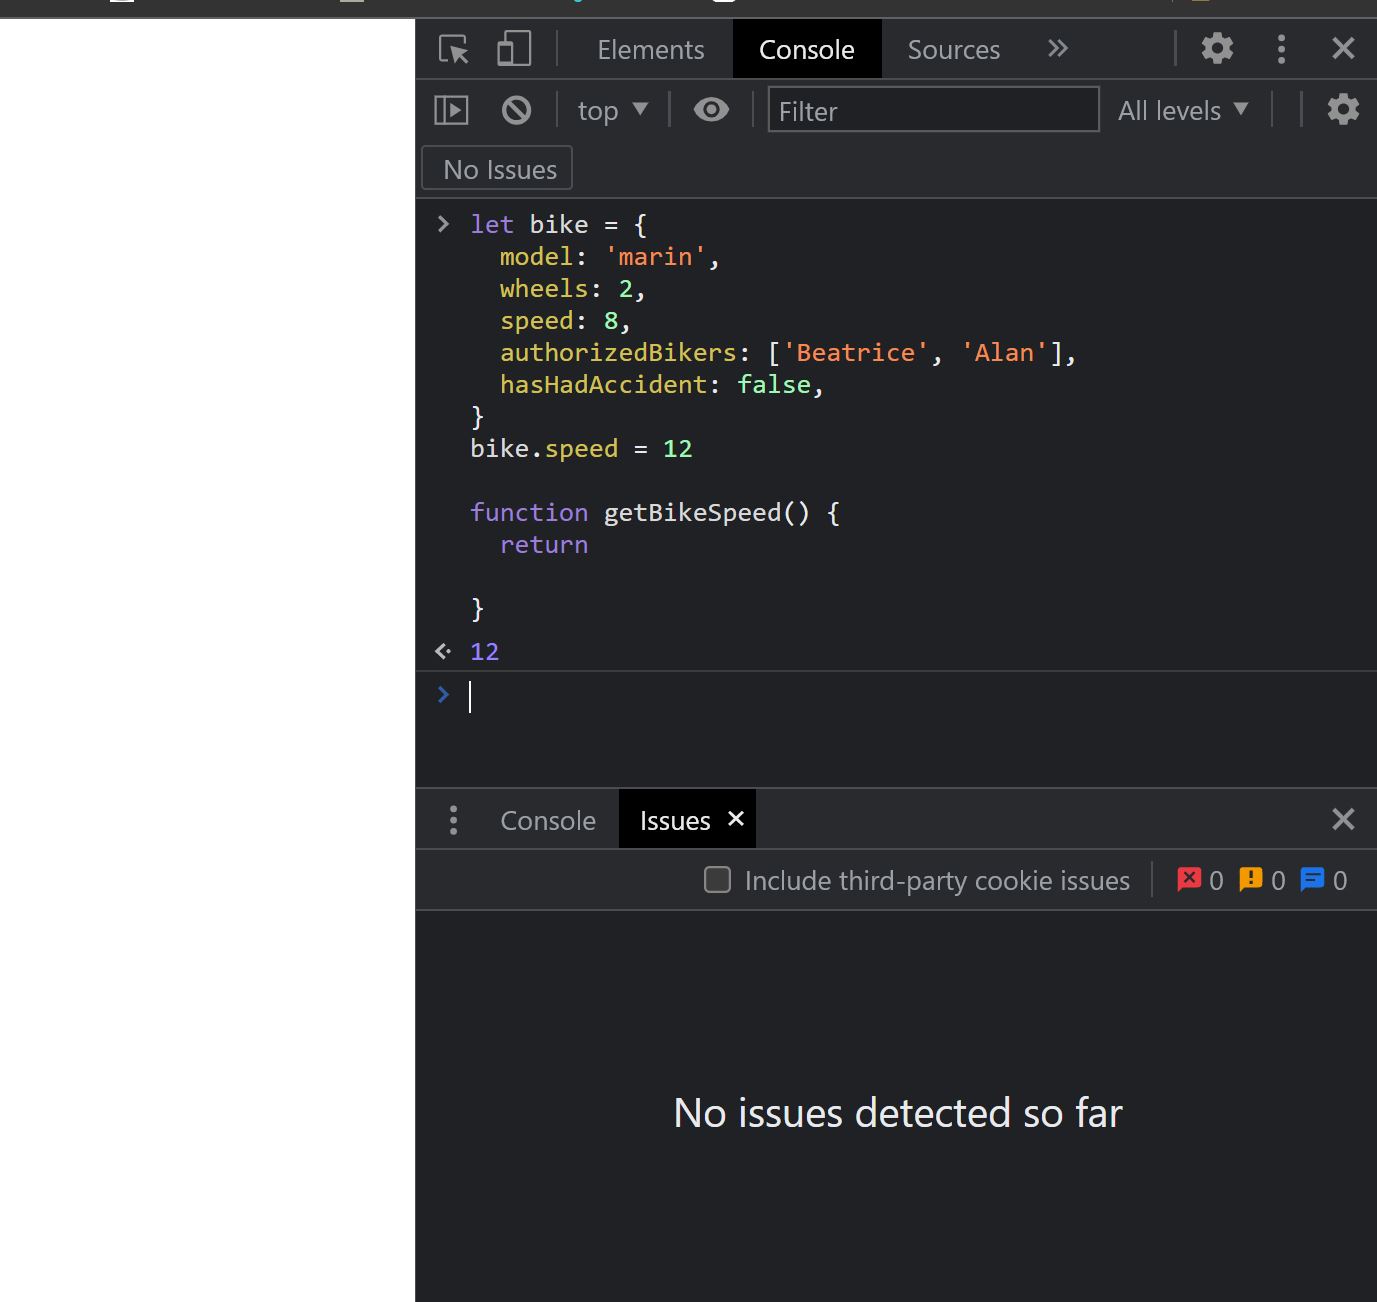 Elements Console Sources »
top ▼ Filter All levels ▼
No Issues
> let bike = {
  model: 'marin',
  wheels: 2,
  speed: 8,
  authorizedBikers: ['Beatrice', 'Alan'],
  hasHadAccident: false,
}
bike.speed = 12
function getBikeSpeed() {
  return
}
12
>
Console Issues ×
Include third-party cookie issues 0 0 0
No issues detected so far